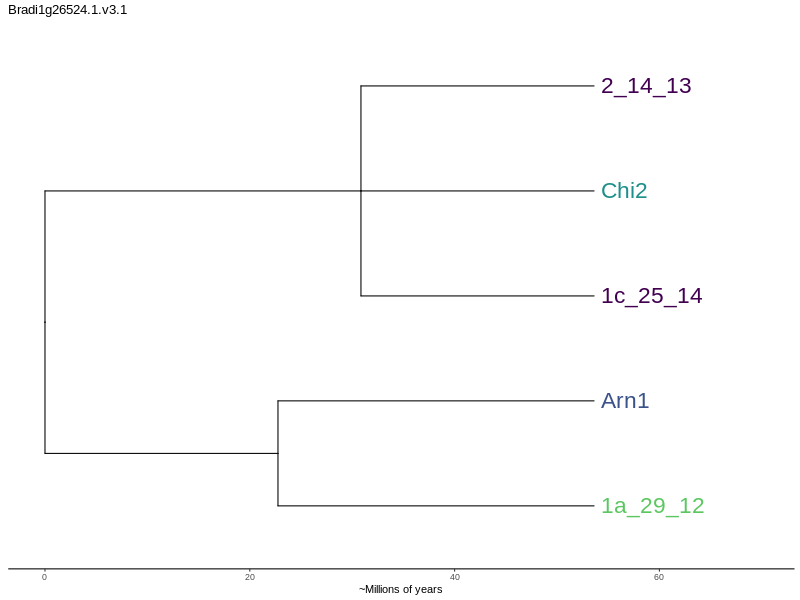 Bradi1g26524.1.v3.1
2_14_13
Chi2
1c_25_14
Arn1
1a_29_12
0 20 40 60
~Millions of years